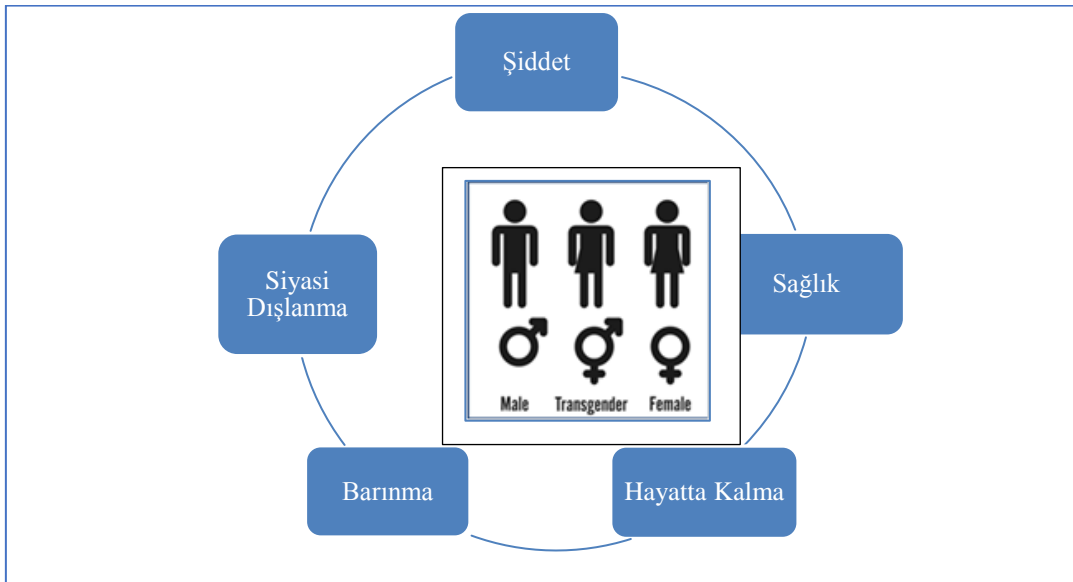 Şiddet
Siyasi
Dışlanma
Sağlık
Male Transgender Female
Barınma
Hayatta Kalma